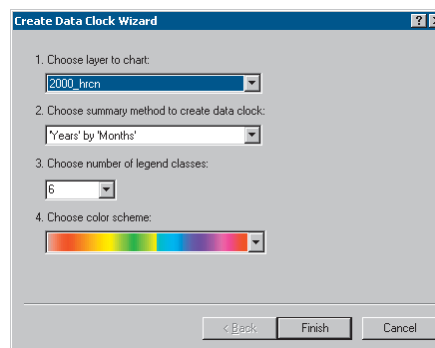 Create Data Clock Wizard
1. Choose layer to chart:
2000_hrcn
2. Choose summary method to create data clock:
'Years' by 'Months'
3. Choose number of legend classes:
6
4. Choose color scheme:
< Back
Finish
Cancel